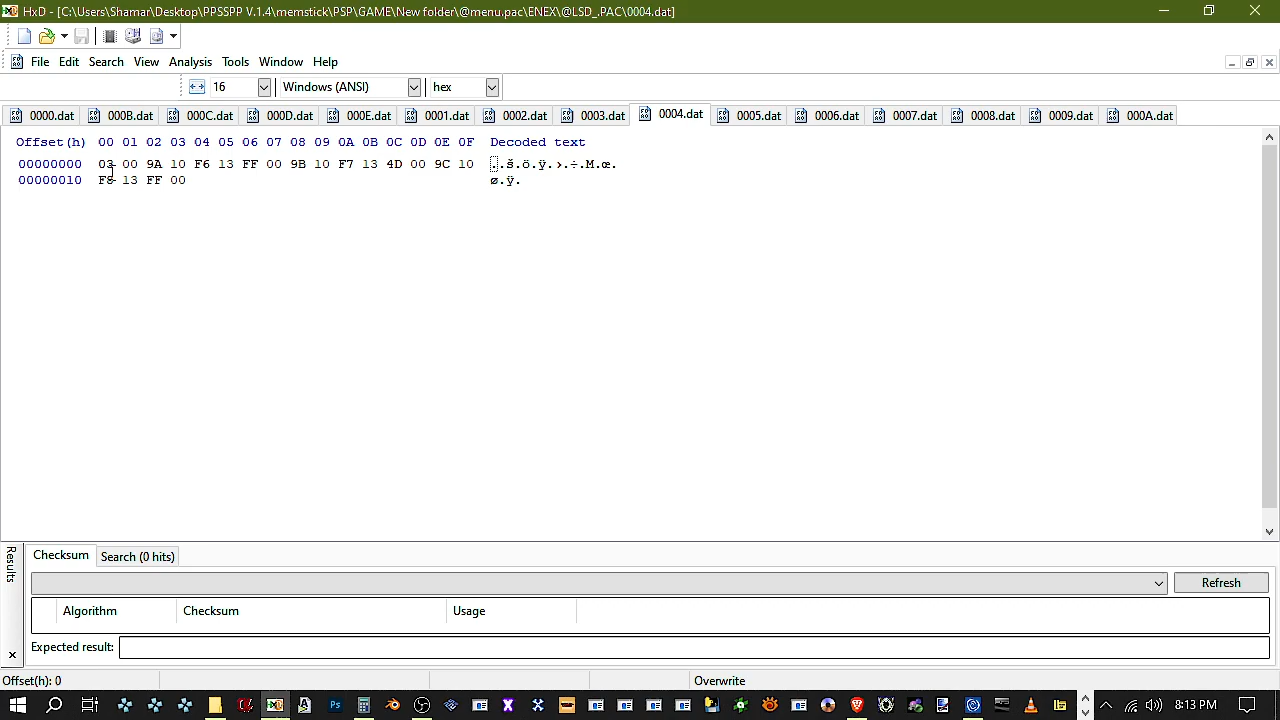 HxD - [C:\Users\Shamar\Desktop\PPSSPP V.1.4\memstick\PSP\GAME\New folder\@menu.pac\ENEX\@LSD_.PAC\0004.dat]
File Edit Search View Analysis Tools Window Help
16 Windows (ANSI) hex
0000.dat 000B.dat 000C.dat 000D.dat 000E.dat 0001.dat 0002.dat 0003.dat 0004.dat 0005.dat 0006.dat 0007.dat 0008.dat 0009.dat 000A.dat
Offset(h) 00 01 02 03 04 05 06 07 08 09 0A 0B 0C 0D 0E 0F Decoded text
00000000 03 00 9A 10 F6 13 FF 00 9B 10 F7 13 4D 00 9C 10 ..š.ö.ÿ.›.÷.M.œ.
00000010 F8 13 FF 00 ø.ÿ.
Results
Checksum Search (0 hits)
Refresh
Algorithm Checksum Usage
Expected result:
Offset(h): 0 Overwrite
8:13 PM